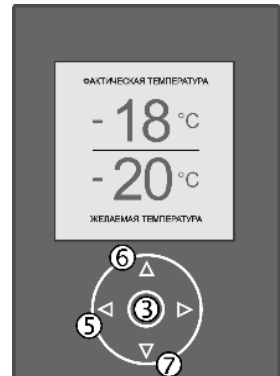 ФАКТИЧЕСКАЯ ТЕМПЕРАТУРА
- 18 °C
- 20 °C
ЖЕЛАЕМАЯ ТЕМПЕРАТУРА
6
5 3
7